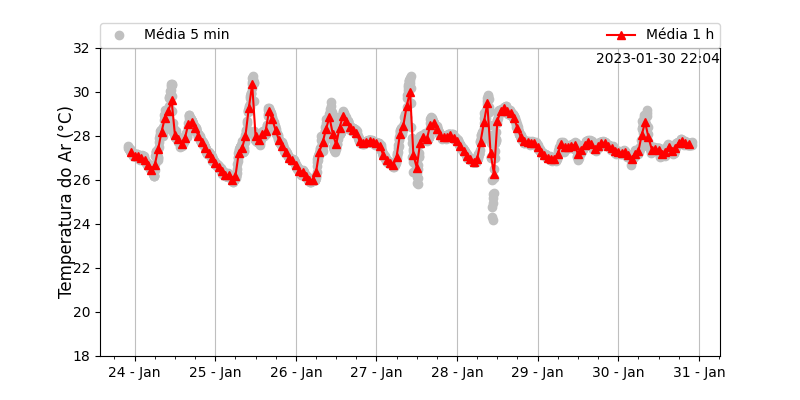 Média 5 min
Média 1 h
2023-01-30 22:04
Temperatura do Ar (°C)
32
30
28
26
24
22
20
18
24 - Jan
25 - Jan
26 - Jan
27 - Jan
28 - Jan
29 - Jan
30 - Jan
31 - Jan